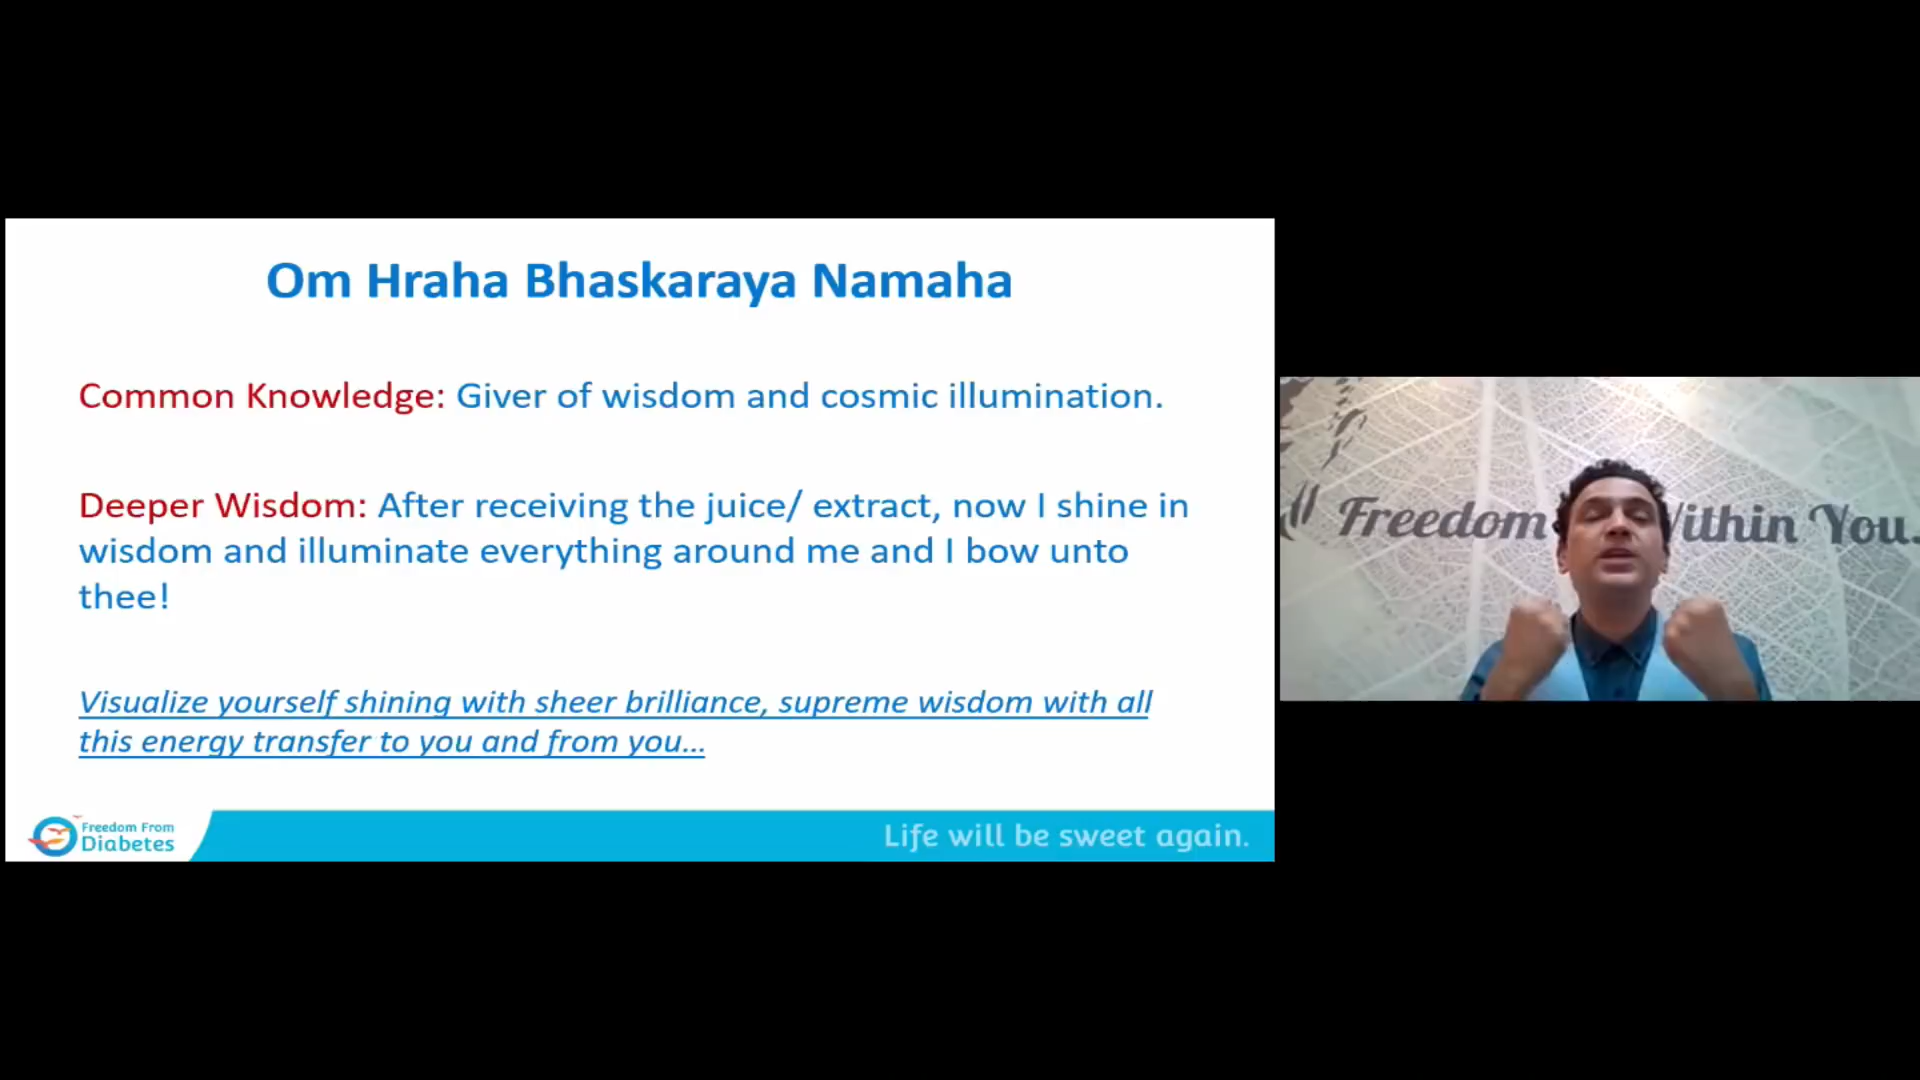 Om Hraha Bhaskaraya Namaha
Common Knowledge: Giver of wisdom and cosmic illumination.
Deeper Wisdom: After receiving the juice/ extract, now I shine in
wisdom and illuminate everything around me and I bow unto
thee!
Visualize yourself shining with sheer brilliance, supreme wisdom with all
this energy transfer to you and from you...
Freedom From
Diabetes
Life will be sweet again.
Freedom ithin You.